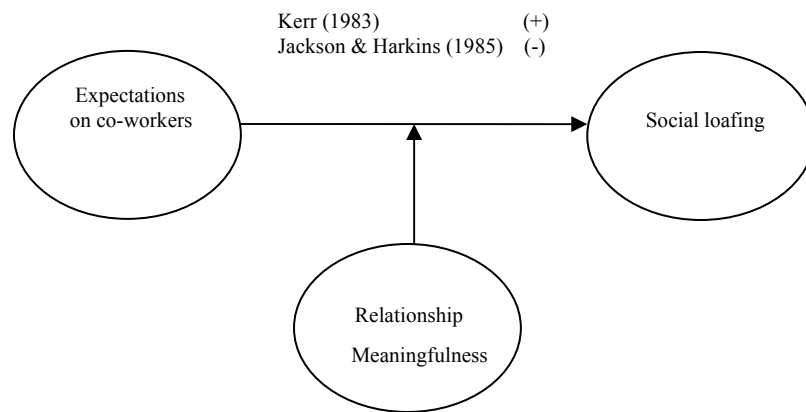 Kerr (1983) (+)
Jackson & Harkins (1985) (-)
Expectations
on co-workers
Social loafing
Relationship
Meaningfulness